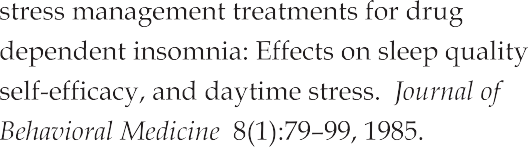 stress management treatments for drug
dependent insomnia: Effects on sleep quality
self-efficacy, and daytime stress. Journal of
Behavioral Medicine 8(1):79–99, 1985.